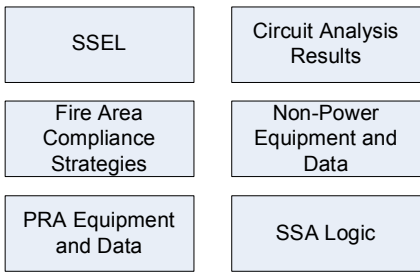 SSEL
Circuit Analysis
Results
Fire Area
Compliance
Strategies
Non-Power
Equipment and
Data
PRA Equipment
and Data
SSA Logic